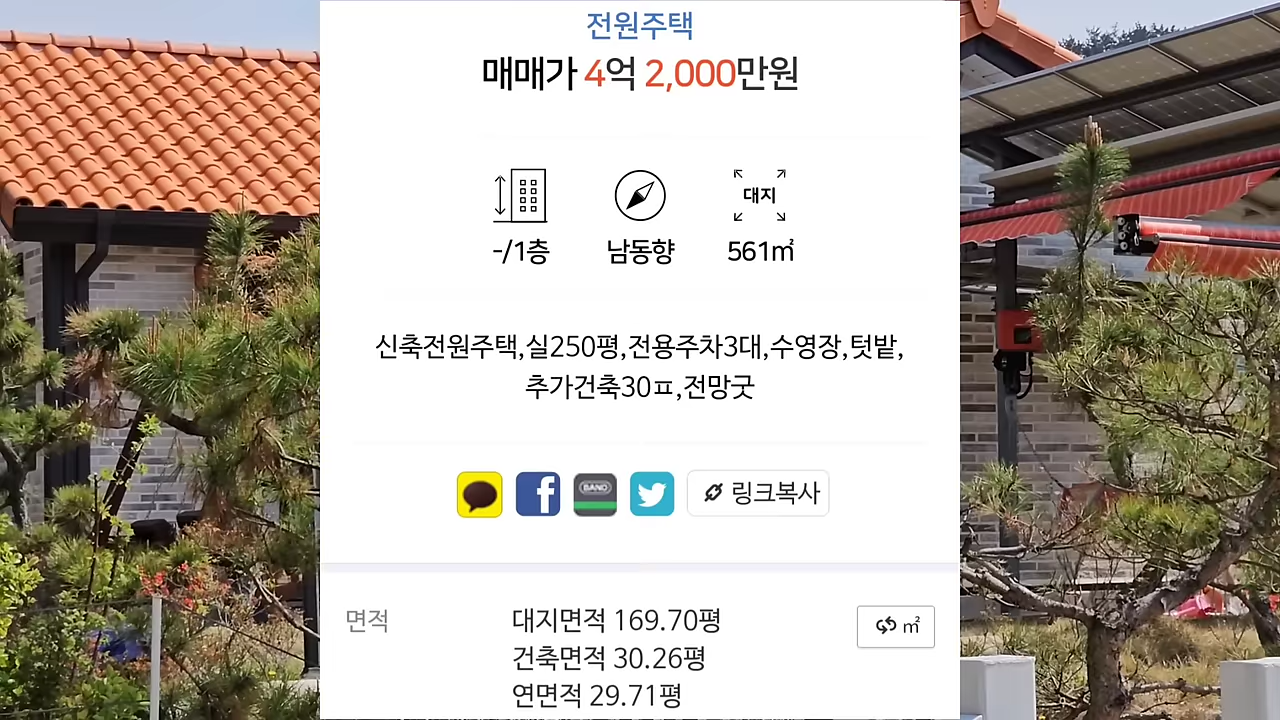 전원주택
매매가 4억 2,000만원
대지
-/1층
남동향
561㎡
신축전원주택,실250평,전용주차3대,수영장,텃밭,
추가건축30ㅍ,전망굿
BAND
링크복사
면적
대지면적 169.70평
㎡
건축면적 30.26평
연면적 29.71평